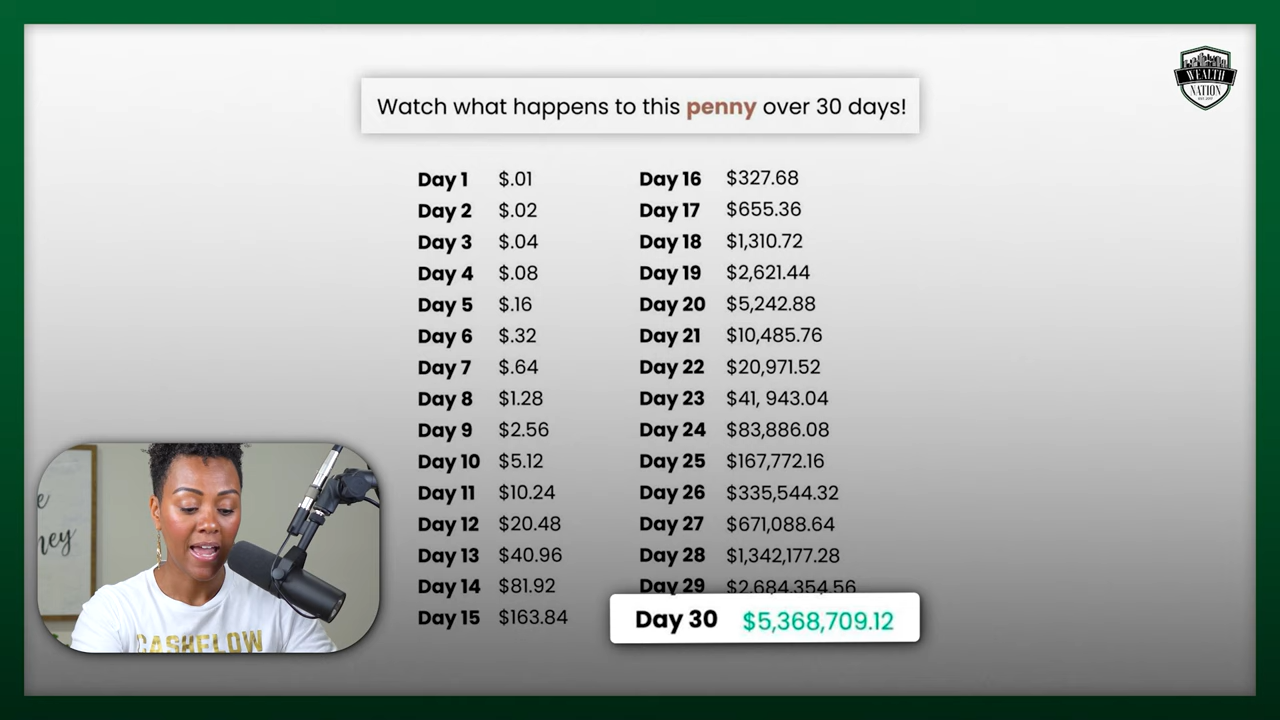 Watch what happens to this penny over 30 days!
WEALTH
NATION
Day 1 $.01
Day 2 $.02
Day 3 $.04
Day 4 $.08
Day 5 $.16
Day 6 $.32
Day 7 $.64
Day 8 $1.28
Day 9 $2.56
Day 10 $5.12
Day 11 $10.24
Day 12 $20.48
Day 13 $40.96
Day 14 $81.92
Day 15 $163.84
Day 16 $327.68
Day 17 $655.36
Day 18 $1,310.72
Day 19 $2,621.44
Day 20 $5,242.88
Day 21 $10,485.76
Day 22 $20,971.52
Day 23 $41, 943.04
Day 24 $83,886.08
Day 25 $167,772.16
Day 26 $335,544.32
Day 27 $671,088.64
Day 28 $1,342,177.28
Day 29 $2,684,354.56
Day 30 $5,368,709.12
CASHFLOW